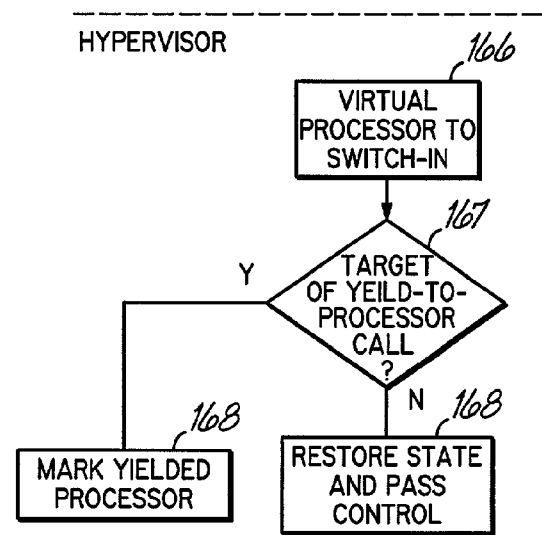 HYPERVISOR
166
VIRTUAL
PROCESSOR TO
SWITCH-IN
167
TARGET
OF YEILD-TO-
PROCESSOR
CALL
?
Y
N
168
MARK YIELDED
PROCESSOR
168
RESTORE STATE
AND PASS
CONTROL